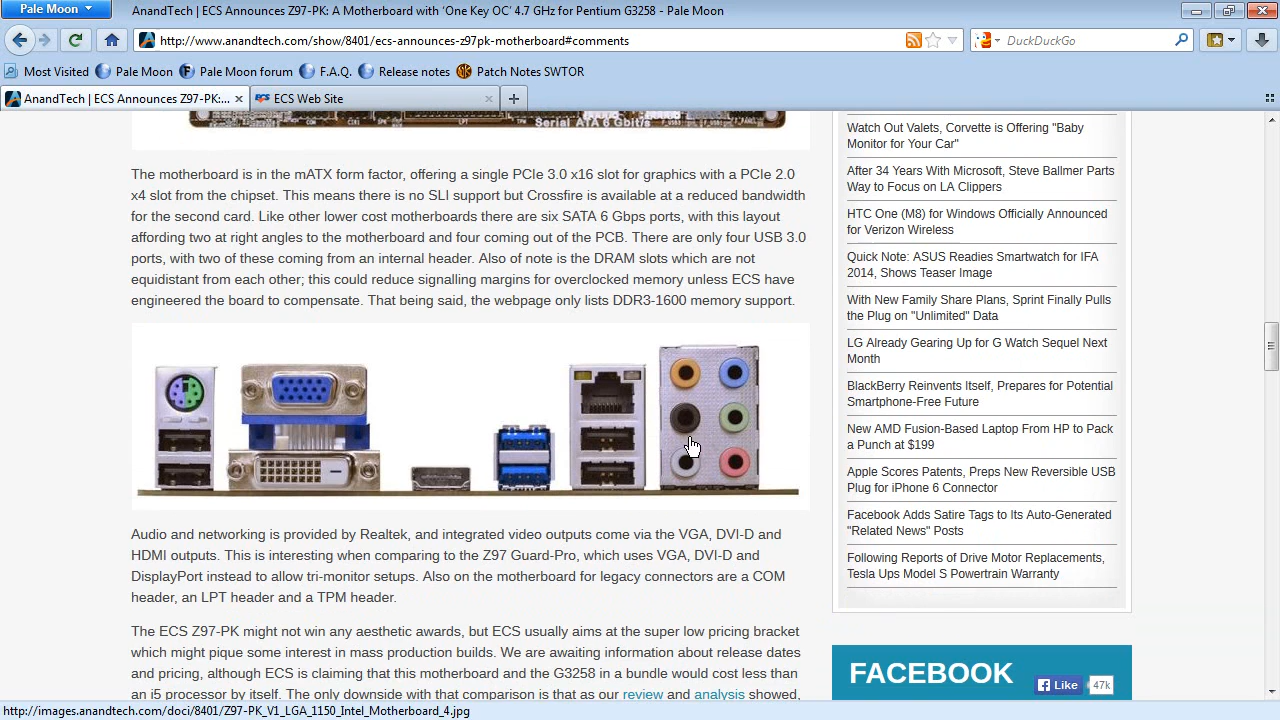 Pale Moon
AnandTech | ECS Announces Z97-PK: A Motherboard with 'OneKey OC' 4.7 GHz for Pentium G3258 - Pale Moon
http://www.anandtech.com/show/8401/ecs-announces-z97pk-motherboard#comments
DuckDuckGo
Most Visited Pale Moon Pale Moon forum F.A.Q. Release notes Patch Notes SWTOR
AnandTech | ECS Announces Z97-PK:...
ECS Web Site
Serial ATA 6 Gbit/s
The motherboard is in the mATX form factor, offering a single PCIe 3.0 x16 slot for graphics with a PCIe 2.0
x4 slot from the chipset. This means there is no SLI support but Crossfire is available at a reduced bandwidth
for the second card. Like other lower cost motherboards there are six SATA 6 Gbps ports, with this layout
affording two at right angles to the motherboard and four coming out of the PCB. There are only four USB 3.0
ports, with two of these coming from an internal header. Also of note is the DRAM slots which are not
equidistant from each other; this could reduce signalling margins for overclocked memory unless ECS have
engineered the board to compensate. That being said, the webpage only lists DDR3-1600 memory support.
Audio and networking is provided by Realtek, and integrated video outputs come via the VGA, DVI-D and
HDMI outputs. This is interesting when comparing to the Z97 Guard-Pro, which uses VGA, DVI-D and
DisplayPort instead to allow tri-monitor setups. Also on the motherboard for legacy connectors are a COM
header, an LPT header and a TPM header.
The ECS Z97-PK might not win any aesthetic awards, but ECS usually aims at the super low pricing bracket
which might pique some interest in mass production builds. We are awaiting information about release dates
and pricing, although ECS is claiming that this motherboard and the G3258 in a bundle would cost less than
an i5 processor by itself. The only downside with that comparison is that as our review and analysis showed,
Watch Out Valets, Corvette is Offering "Baby
Monitor for Your Car"
After 34 Years With Microsoft, Steve Ballmer Parts
Way to Focus on LA Clippers
HTC One (M8) for Windows Officially Announced
for Verizon Wireless
Quick Note: ASUS Readies Smartwatch for IFA
2014, Shows Teaser Image
With New Family Share Plans, Sprint Finally Pulls
the Plug on "Unlimited" Data
LG Already Gearing Up for G Watch Sequel Next
Month
BlackBerry Reinvents Itself, Prepares for Potential
Smartphone-Free Future
New AMD Fusion-Based Laptop From HP to Pack
a Punch at $199
Apple Scores Patents, Preps New Reversible USB
Plug for iPhone 6 Connector
Facebook Adds Satire Tags to Its Auto-Generated
"Related News" Posts
Following Reports of Drive Motor Replacements,
Tesla Ups Model S Powertrain Warranty
FACEBOOK
Like 47k
http://images.anandtech.com/doci/8401/Z97-PK_V1_LGA_1150_Intel_Motherboard_4.jpg